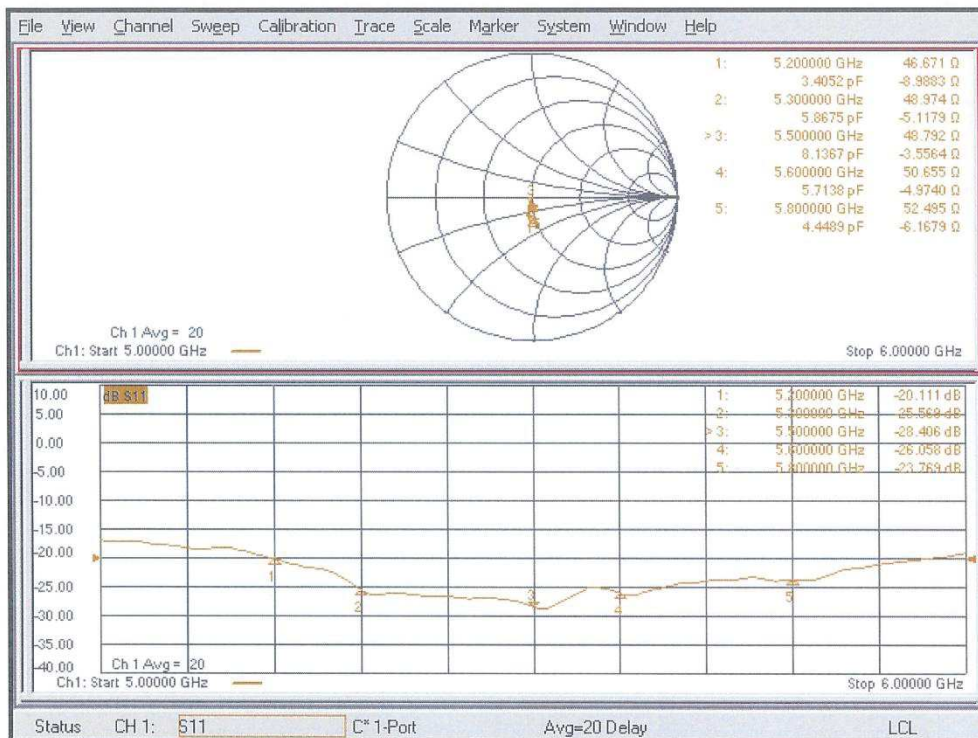 File View Channel Sweep Calibration Trace Scale Marker System Window Help
1: 5.200000 GHz 46.671 Ω
3.4052 pF -8.9883 Ω
2: 5.300000 GHz 48.974 Ω
5.8675 pF -5.1179 Ω
> 3: 5.500000 GHz 48.792 Ω
8.1367 pF -3.5564 Ω
4: 5.600000 GHz 50.655 Ω
5.7138 pF -4.9740 Ω
5: 5.800000 GHz 52.495 Ω
4.4489 pF -6.1679 Ω
Ch 1 Avg = 20
Ch1: Start 5.00000 GHz
Stop 6.00000 GHz
dB S11
10.00
5.00
0.00
-5.00
-10.00
-15.00
-20.00
-25.00
-30.00
-35.00
-40.00
1: 5.200000 GHz -20.111 dB
2: 5.300000 GHz -25.569 dB
> 3: 5.500000 GHz -28.406 dB
4: 5.600000 GHz -26.058 dB
5: 5.800000 GHz -23.769 dB
1
2
3
4
5
Ch 1 Avg = 20
Ch1: Start 5.00000 GHz
Stop 6.00000 GHz
Status CH 1: S11 C* 1-Port Avg=20 Delay LCL